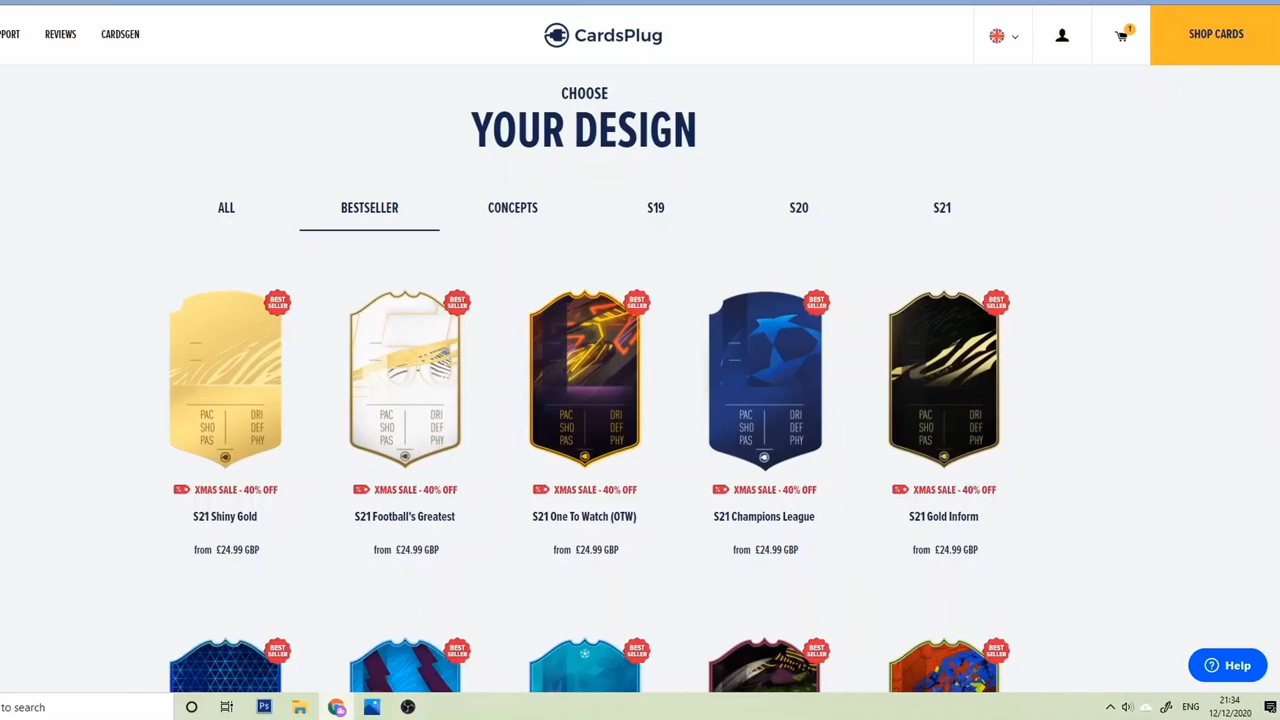 PPORT REVIEWS CARDSGEN CardsPlug 1 SHOP CARDS
CHOOSE
YOUR DESIGN
ALL BESTSELLER CONCEPTS S19 S20 S21
BEST SELLER BEST SELLER BEST SELLER BEST SELLER BEST SELLER
PAC DRI PAC DRI PAC DRI PAC DRI PAC DRI
SHO DEF SHO DEF SHO DEF SHO DEF SHO DEF
PAS PHY PAS PHY PAS PHY PAS PHY PAS PHY
XMAS SALE - 40% OFF XMAS SALE - 40% OFF XMAS SALE - 40% OFF XMAS SALE - 40% OFF XMAS SALE - 40% OFF
S21 Shiny Gold S21 Football's Greatest S21 One To Watch (OTW) S21 Champions League S21 Gold Inform
from £24.99 GBP from £24.99 GBP from £24.99 GBP from £24.99 GBP from £24.99 GBP
BEST SELLER BEST SELLER BEST SELLER BEST SELLER BEST SELLER
Help
to search Ps ENG 21:34
12/12/2020